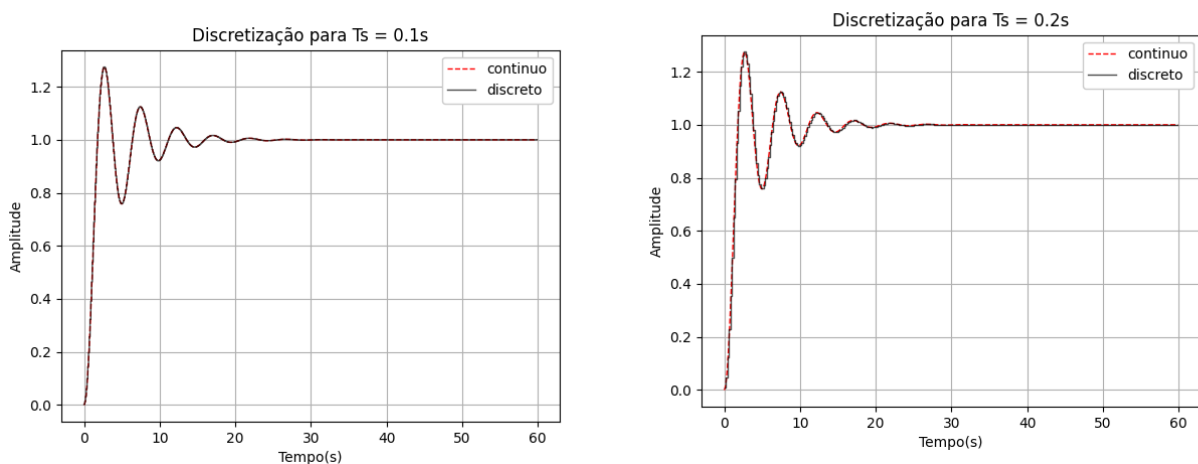 Discretização para Ts = 0.1s
continuo
discreto
Amplitude
1.2
1.0
0.8
0.6
0.4
0.2
0.0
0 10 20 30 40 50 60
Tempo(s)
Discretização para Ts = 0.2s
continuo
discreto
Amplitude
1.2
1.0
0.8
0.6
0.4
0.2
0.0
0 10 20 30 40 50 60
Tempo(s)